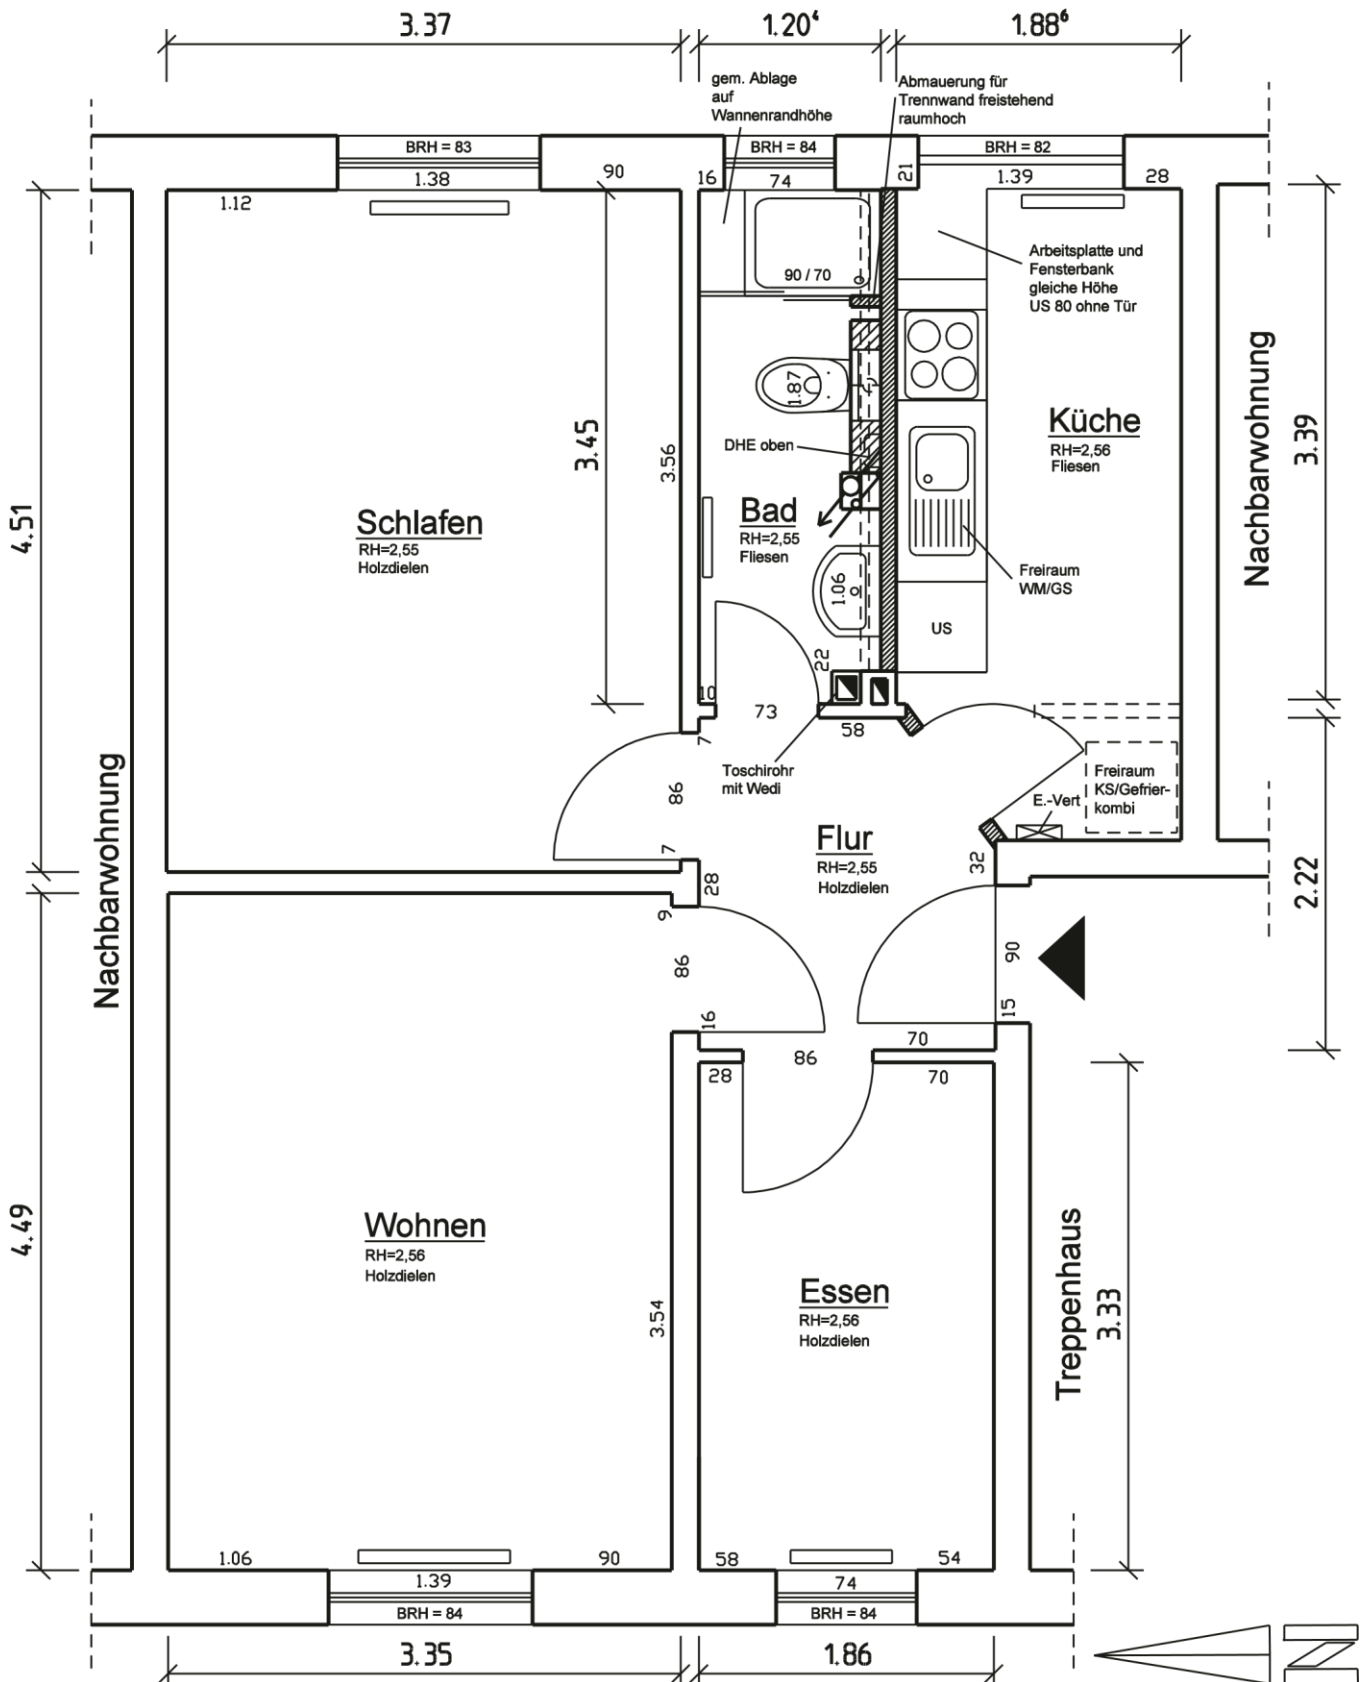 3.37
1.20⁴
1.88⁶
gem. Ablage
auf
Wannenrandhöhe
Abmauerung für
Trennwand freistehend
raumhoch
BRH = 83
BRH = 84
BRH = 82
1.38
90
16
74
21
1.39
28
1.12
90 / 70
Arbeitsplatte und
Fensterbank
gleiche Höhe
US 80 ohne Tür
4.51
3.45
3.56
1.87
DHE oben
Küche
RH=2,56
Fliesen
Nachbarwohnung
3.39
Schlafen
RH=2,55
Holzdielen
Bad
RH=2,55
Fliesen
1.06
Freiraum
WM/GS
US
22
10
73
58
7
Toschirohr
mit Wedi
86
7
28
Flur
RH=2,55
Holzdielen
E.-Vert
Freiraum
KS/Gefrier-
kombi
32
2.22
Nachbarwohnung
9
86
16
90
15
70
86
28
70
4.49
Wohnen
RH=2,56
Holzdielen
3.54
Essen
RH=2,56
Holzdielen
Treppenhaus
3.33
1.06
90
58
54
1.39
74
BRH = 84
BRH = 84
3.35
1.86
N